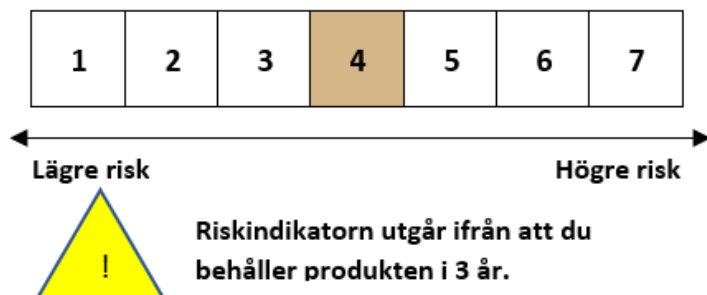 1 2 3 4 5 6 7
Lägre risk Högre risk
Riskindikatorn utgår ifrån att du
! behåller produkten i 3 år.